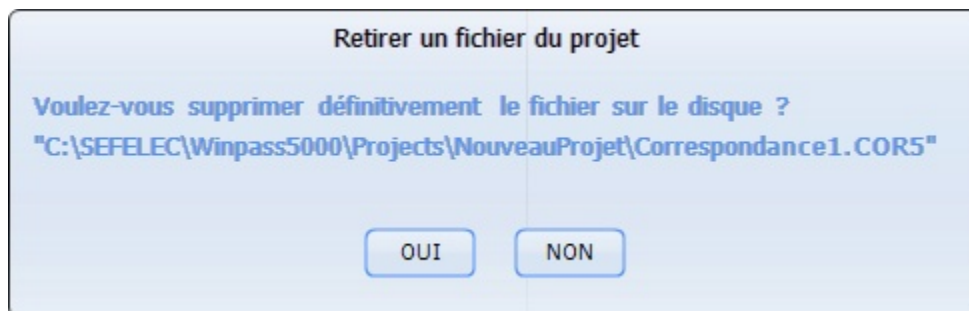 Retirer un fichier du projet
Voulez-vous supprimer définitivement le fichier sur le disque ?
"C:\SEFELEC\Winpass5000\Projects\NouveauProjet\Correspondance1.COR5"
OUI NON